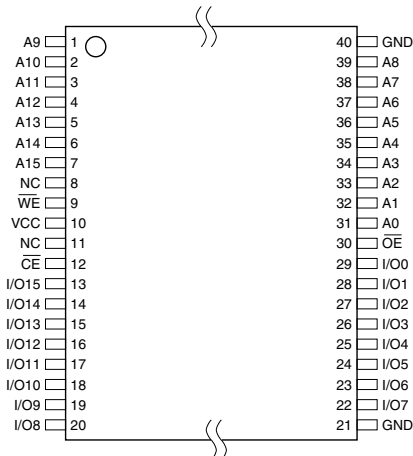 A9 1 40 GND
A10 2 39 A8
A11 3 38 A7
A12 4 37 A6
A13 5 36 A5
A14 6 35 A4
A15 7 34 A3
NC 8 33 A2
W̅E̅ 9 32 A1
VCC 10 31 A0
NC 11 30 O̅E̅
C̅E̅ 12 29 I/O0
I/O15 13 28 I/O1
I/O14 14 27 I/O2
I/O13 15 26 I/O3
I/O12 16 25 I/O4
I/O11 17 24 I/O5
I/O10 18 23 I/O6
I/O9 19 22 I/O7
I/O8 20 21 GND